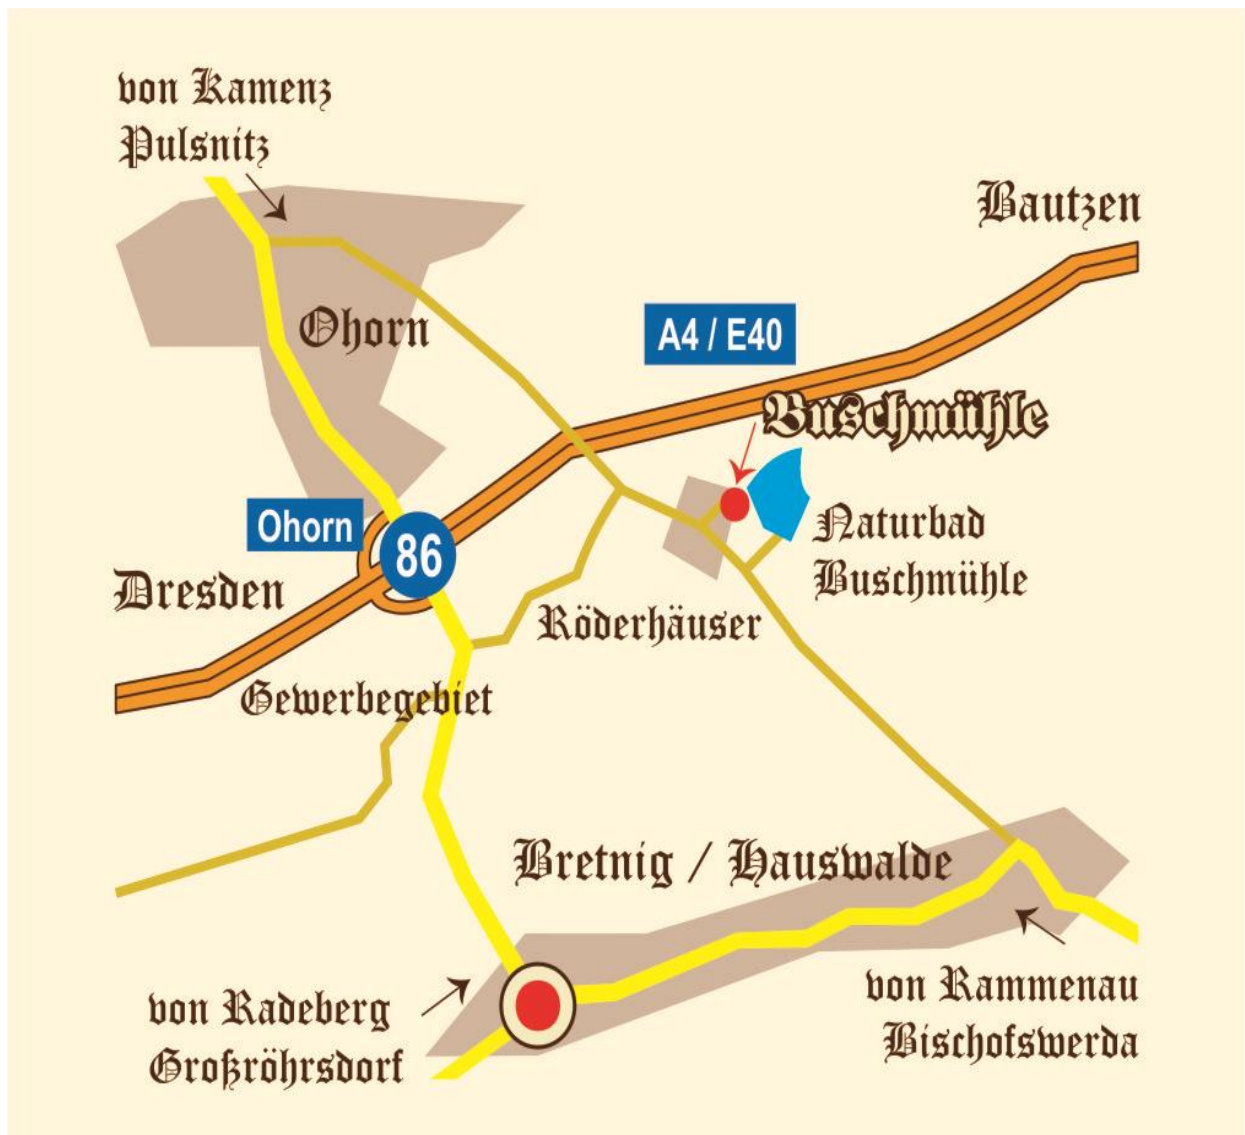 von Kamenz
Pulsnitz
Bautzen
Ohorn
A4 / E40
Buschmühle
Ohorn
86
Naturbad
Buschmühle
Dresden
Röderhäuser
Gewerbegebiet
Bretnig / Hauswalde
von Radeberg
Großröhrsdorf
von Rammenau
Bischofswerda